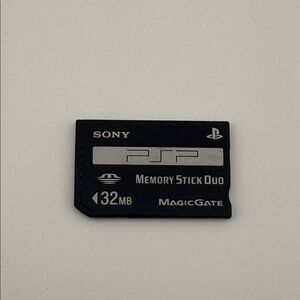 SONY
PSP
MEMORY STICK DUO
32MB
MAGICGATE